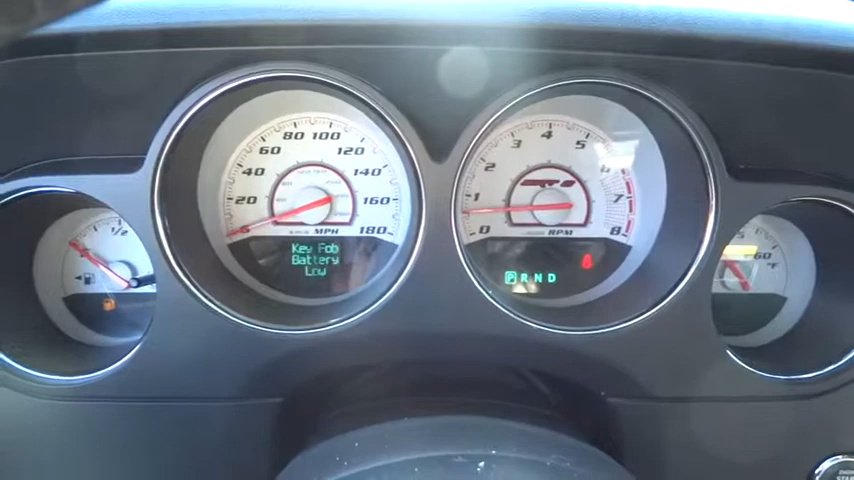 80 100
60 120
40 140
20 160
MPH 180
Key Fob
Battery
Low
1/2
4
3 5
2 6
1 SRT8 7
0 RPM 8
P R N D
60